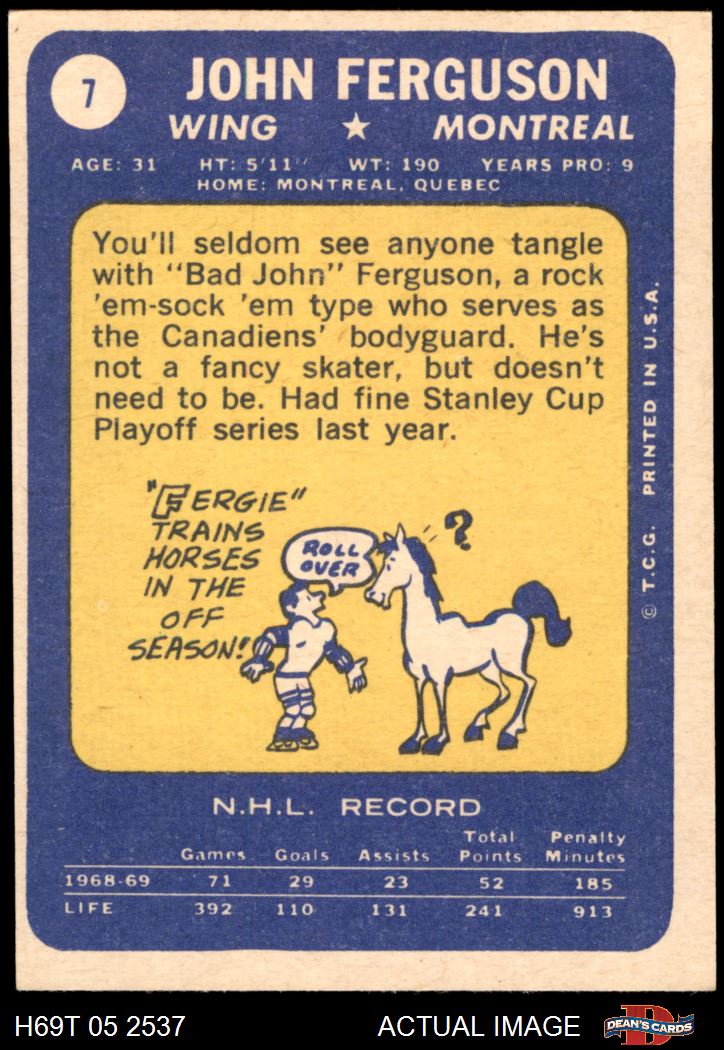 7
JOHN FERGUSON
WING ★ MONTREAL
AGE: 31 HT: 5'11" WT: 190 YEARS PRO: 9
HOME: MONTREAL, QUEBEC
You'll seldom see anyone tangle
with "Bad John" Ferguson, a rock
'em-sock 'em type who serves as
the Canadiens' bodyguard. He's
not a fancy skater, but doesn't
need to be. Had fine Stanley Cup
Playoff series last year.
"FERGIE"
TRAINS
HORSES
IN THE
OFF
SEASON!"
ROLL
OVER
?
© T.C.G. PRINTED IN U.S.A.
N.H.L. RECORD
Games Goals Assists Total Points Penalty Minutes
1968-69 71 29 23 52 185
LIFE 392 110 131 241 913
H69T 05 2537 ACTUAL IMAGE D DEAN'S CARDS